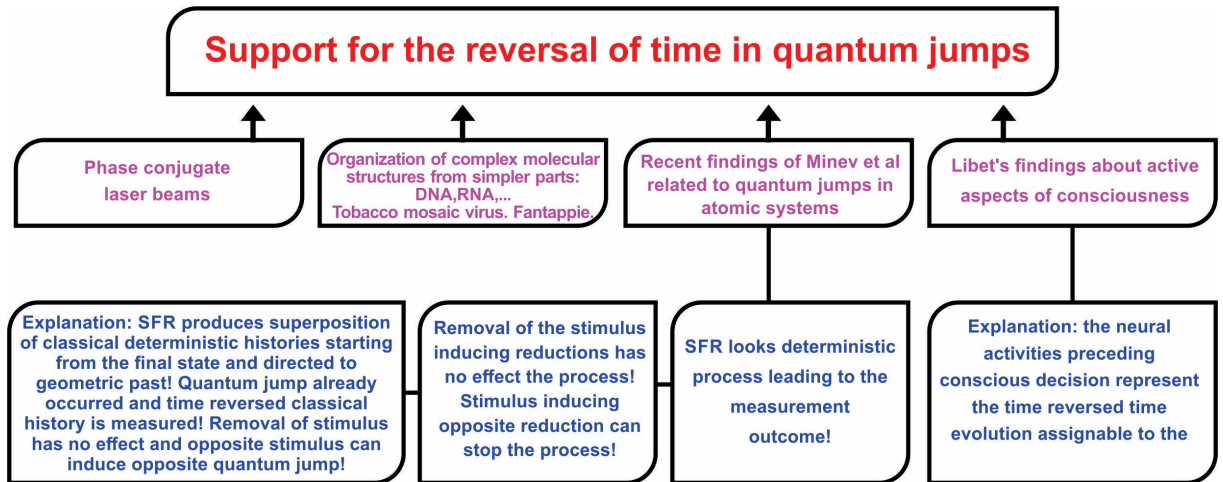 Support for the reversal of time in quantum jumps
Phase conjugate
laser beams
Organization of complex molecular
structures from simpler parts:
DNA,RNA,...
Tobacco mosaic virus. Fantappie.
Recent findings of Minev et al
related to quantum jumps in
atomic systems
Libet's findings about active
aspects of consciousness
Explanation: SFR produces superposition
of classical deterministic histories starting
from the final state and directed to
geometric past! Quantum jump already
occurred and time reversed classical
history is measured! Removal of stimulus
has no effect and opposite stimulus can
induce opposite quantum jump!
Removal of the stimulus
inducing reductions has
no effect the process!
Stimulus inducing
opposite reduction can
stop the process!
SFR looks deterministic
process leading to the
measurement
outcome!
Explanation: the neural
activities preceding
conscious decision represent
the time reversed time
evolution assignable to the